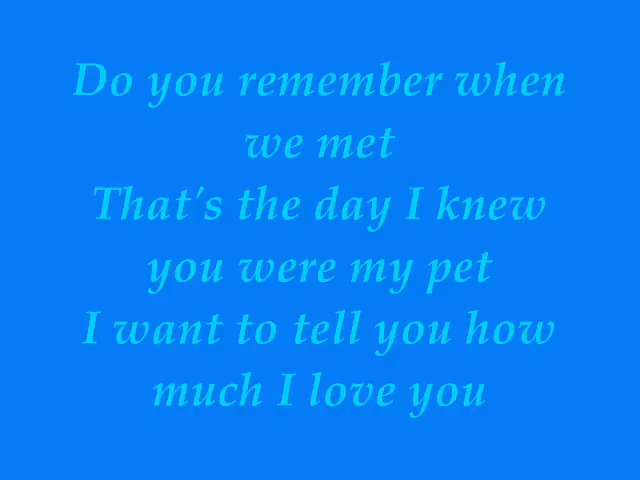 Do you remember when
we met
That's the day I knew
you were my pet
I want to tell you how
much I love you